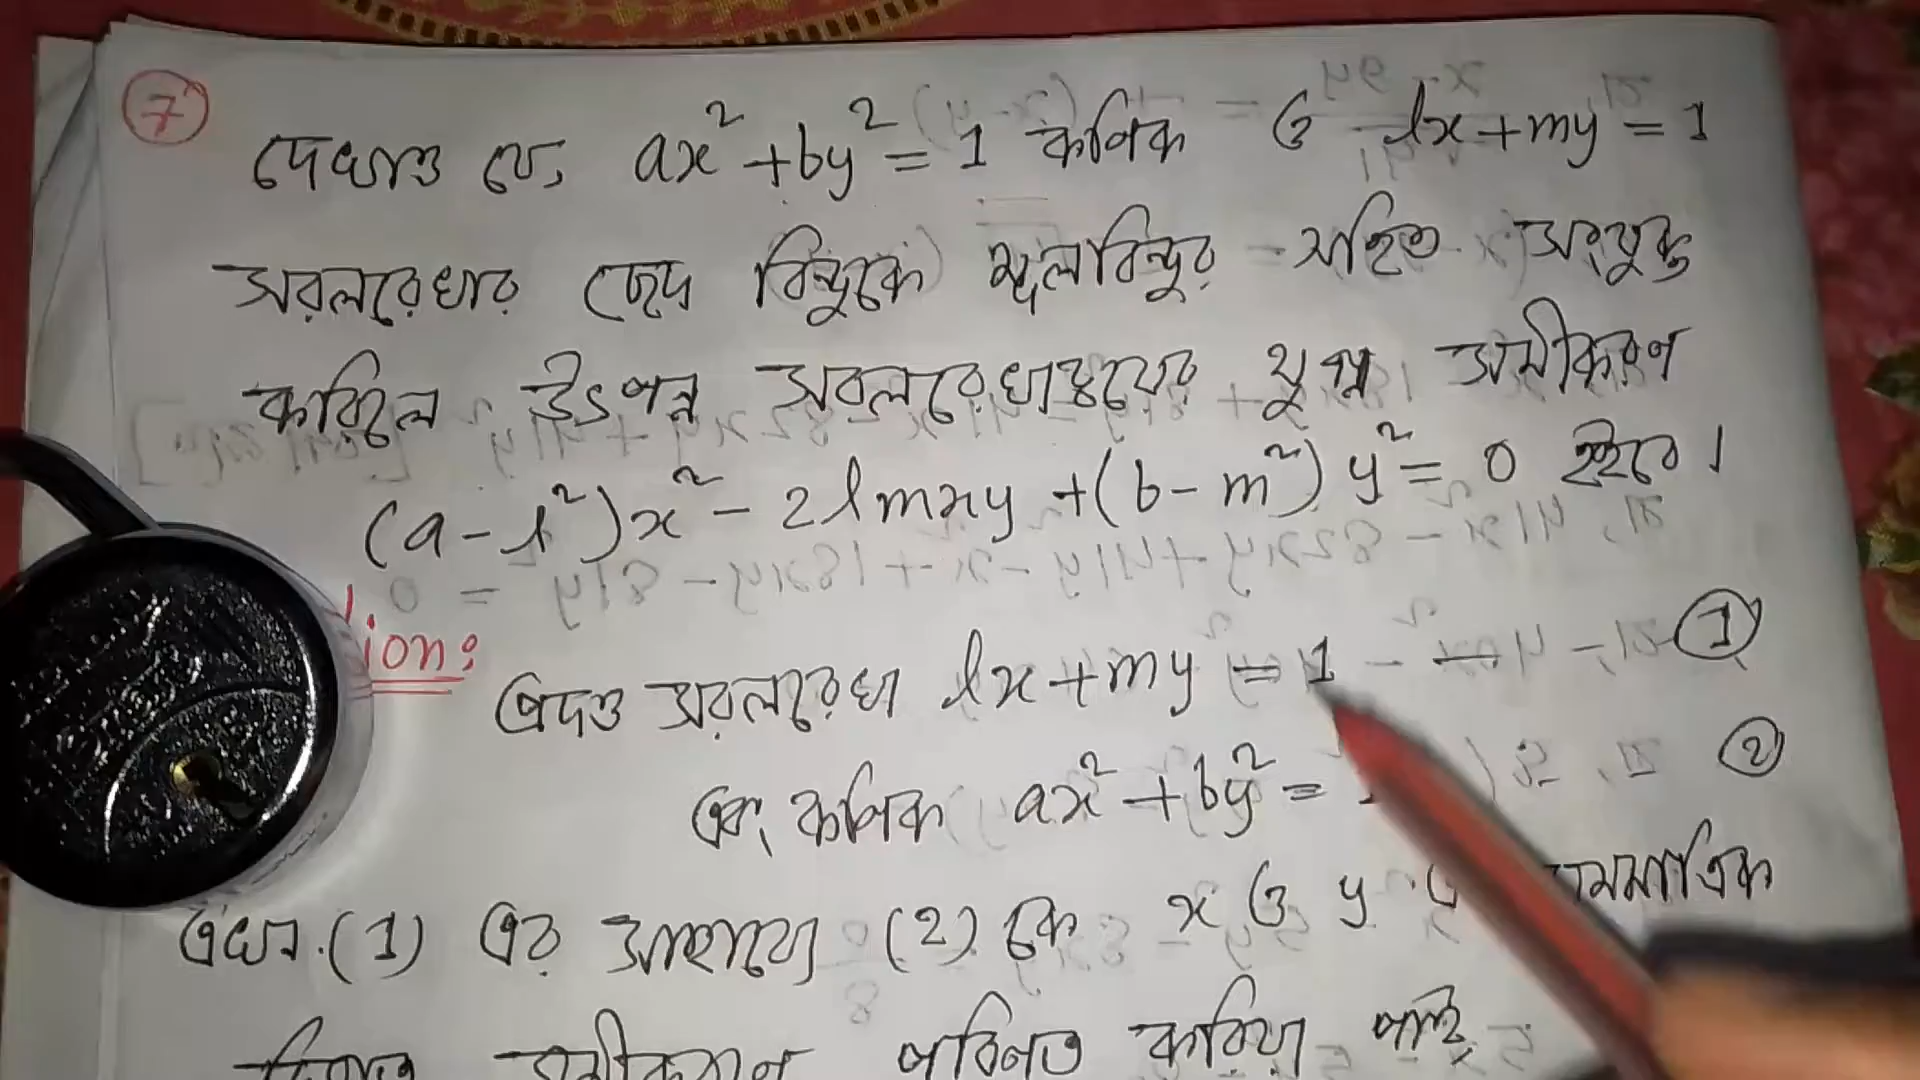 7
দেখাও যে, ax² + by² = 1 কণিক ও lx + my = 1
সরলরেখার ছেদ বিন্দুকে মূলবিন্দুর সহিত সংযুক্ত
করিলে উৎপন্ন সরলরেখাদ্বয়ের যুগ্ম সমীকরণ
(a - l²)x² - 2lmxy + (b - m²)y² = 0 হইবে।
ion:
প্রদত্ত সরলরেখা lx + my = 1 — 1
এবং কণিক ax² + by² = 2
এখন (1) এর সাহায্যে (2) কে x ও y
পরিণত করিয়া পাই,